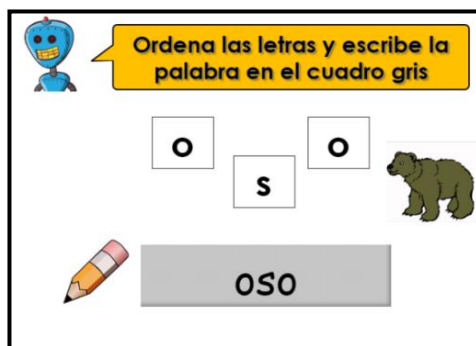 Ordena las letras y escribe la
palabra en el cuadro gris
o o
s
oso